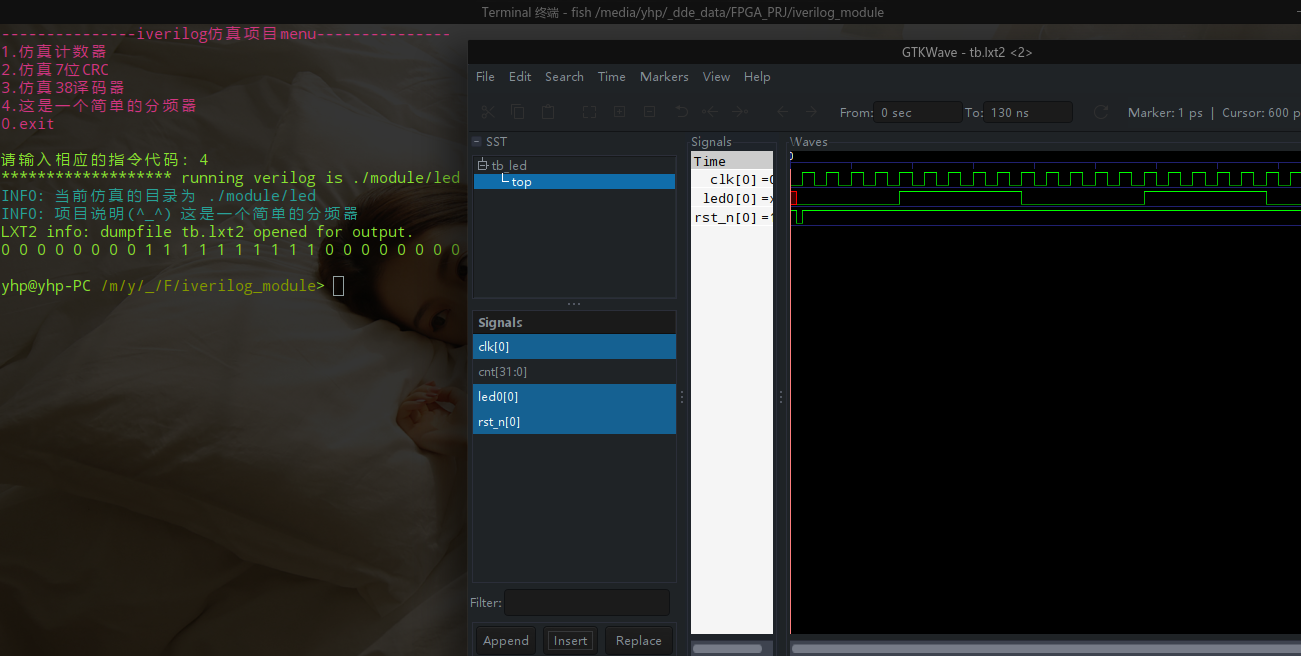 Terminal 终端 - fish /media/yhp/_dde_data/FPGA_PRJ/iverilog_module
---------------iverilog仿真项目menu---------------
1.仿真计数器
2.仿真7位CRC
3.仿真38译码器
4.这是一个简单的分频器
0.exit
请输入相应的指令代码: 4
******************* running verilog is ./module/led
INFO: 当前仿真的目录为 ./module/led
INFO: 项目说明(^_^) 这是一个简单的分频器
LXT2 info: dumpfile tb.lxt2 opened for output.
0 0 0 0 0 0 0 0 1 1 1 1 1 1 1 1 1 1 0 0 0 0 0 0 0 0
yhp@yhp-PC /m/y/_/F/iverilog_module>
GTKWave - tb.lxt2 <2>
File Edit Search Time Markers View Help
From: 0 sec To: 130 ns Marker: 1 ps | Cursor: 600 p
SST
tb_led
top
Signals
clk[0]
cnt[31:0]
led0[0]
rst_n[0]
Filter:
Append Insert Replace
Signals
Time
clk[0] =0
led0[0] =x
rst_n[0] =1
Waves
0